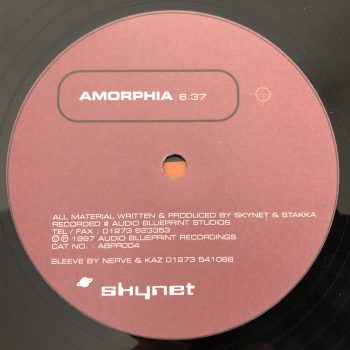 AMORPHIA 6.37
ALL MATERIAL WRITTEN & PRODUCED BY SKYNET & STAKKA
RECORDED @ AUDIO BLUEPRINT STUDIOS
TEL / FAX : 01273 623353
© ℗ 1997 AUDIO BLUEPRINT RECORDINGS
CAT NO. : ABPR004
SLEEVE BY NERVE & KAZ 01273 541068
skynet